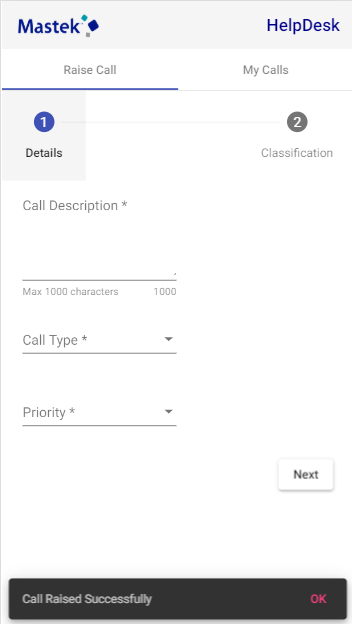 Mastek
HelpDesk
Raise Call
My Calls
1
2
Details
Classification
Call Description *
Max 1000 characters
1000
Call Type *
Priority *
Next
Call Raised Successfully
OK